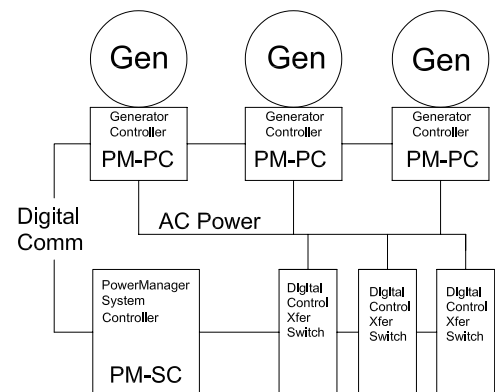 Gen
Gen
Gen
Generator
Controller
PM-PC
Generator
Controller
PM-PC
Generator
Controller
PM-PC
Digital
Comm
AC Power
PowerManager
System
Controller
PM-SC
DIgItal
Control
Xfer
Switch
DIgItal
Control
Xfer
Switch
DIgItal
Control
Xfer
Switch